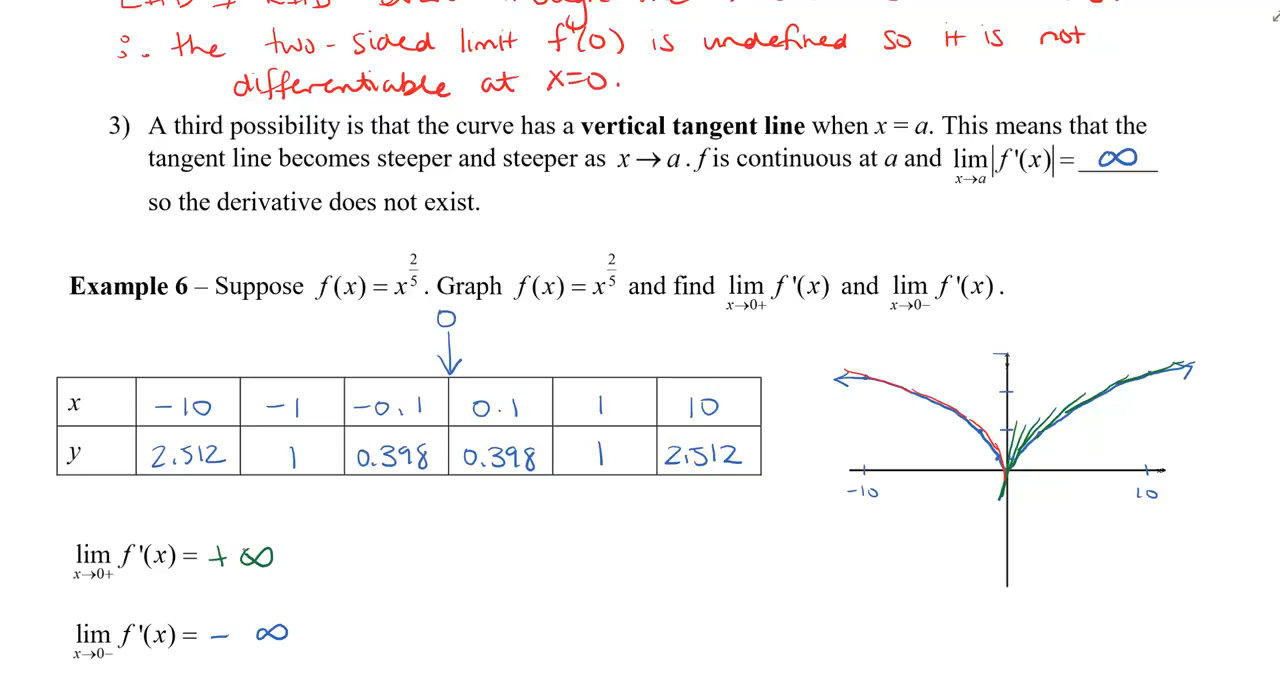 ∴ the two-sided limit f'(0) is undefined so it is not
differentiable at x=0.
3) A third possibility is that the curve has a vertical tangent line when x = a. This means that the
tangent line becomes steeper and steeper as x → a. f is continuous at a and lim x→a |f '(x)| = ∞
so the derivative does not exist.
Example 6 – Suppose f(x) = x^(2/5). Graph f(x) = x^(2/5) and find lim x→0+ f '(x) and lim x→0− f '(x).
0
x -10 -1 -0.1 0.1 1 10
y 2.512 1 0.398 0.398 1 2.512
-10 10
lim x→0+ f '(x) = + ∞
lim x→0− f '(x) = - ∞